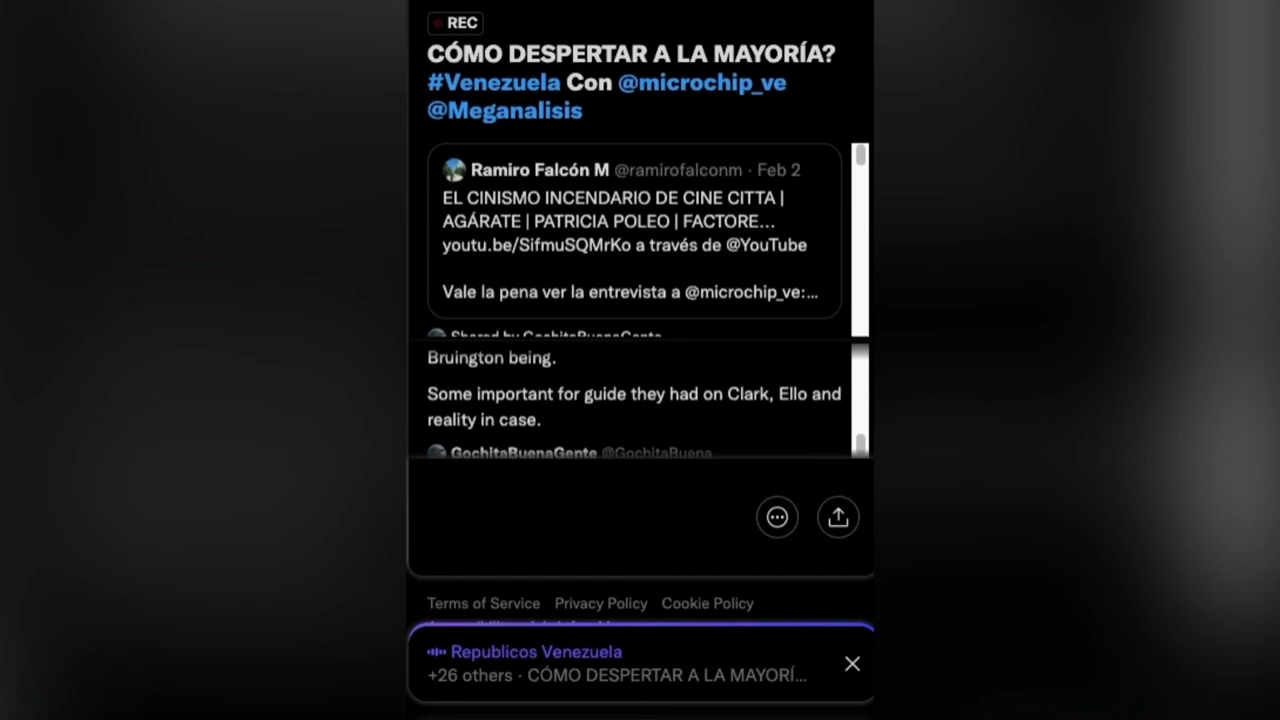 REC
CÓMO DESPERTAR A LA MAYORÍA?
#Venezuela Con @microchip_ve
@Meganalisis
Ramiro Falcón M @ramirofalconm · Feb 2
EL CINISMO INCENDARIO DE CINE CITTA |
AGÁRATE | PATRICIA POLEO | FACTORE...
youtu.be/SifmuSQMrKo a través de @YouTube
Vale la pena ver la entrevista a @microchip_ve:...
Shared by GochitaBuenaGente
Bruington being.
Some important for guide they had on Clark, Ello and
reality in case.
GochitaBuenaGente @GochitaBuena
Terms of Service Privacy Policy Cookie Policy
Republicos Venezuela
+26 others · CÓMO DESPERTAR A LA MAYORÍ...